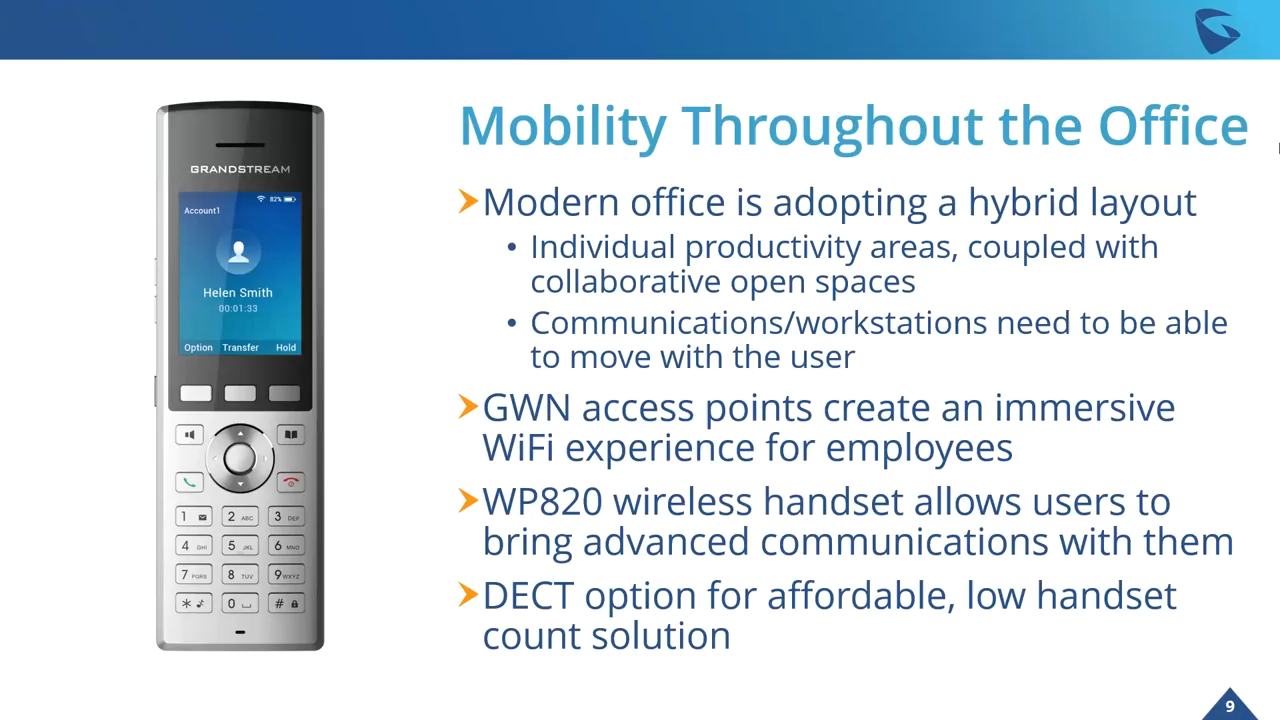 Mobility Throughout the Office
Modern office is adopting a hybrid layout
• Individual productivity areas, coupled with
collaborative open spaces
• Communications/workstations need to be able
to move with the user
GWN access points create an immersive
WiFi experience for employees
WP820 wireless handset allows users to
bring advanced communications with them
DECT option for affordable, low handset
count solution
GRANDSTREAM
82%
Account1
Helen Smith
00:01:33
Option Transfer Hold
1 2 ABC 3 DEF
4 GHI 5 JKL 6 MNO
7 PQRS 8 TUV 9 WXYZ
* 0 #
9